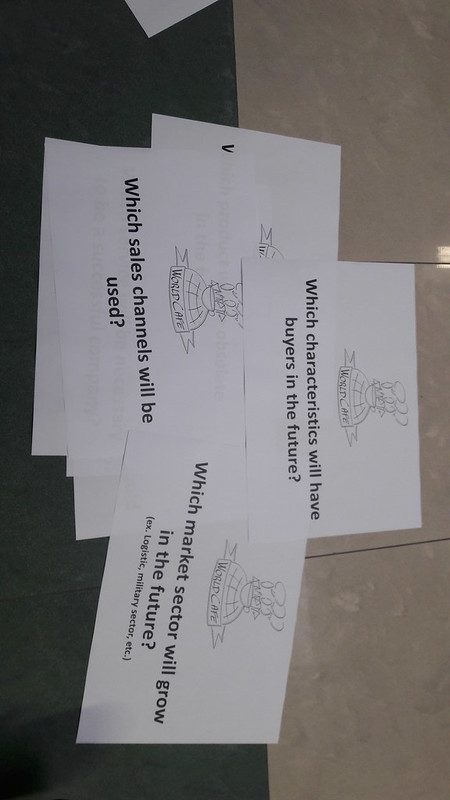 WORLD CAFE
Which sales channels will be
used?
WORLD CAFE
Which characteristics will have
buyers in the future?
WORLD CAFE
Which market sector will grow
in the future?
(ex. Logistic, military sector, etc.)